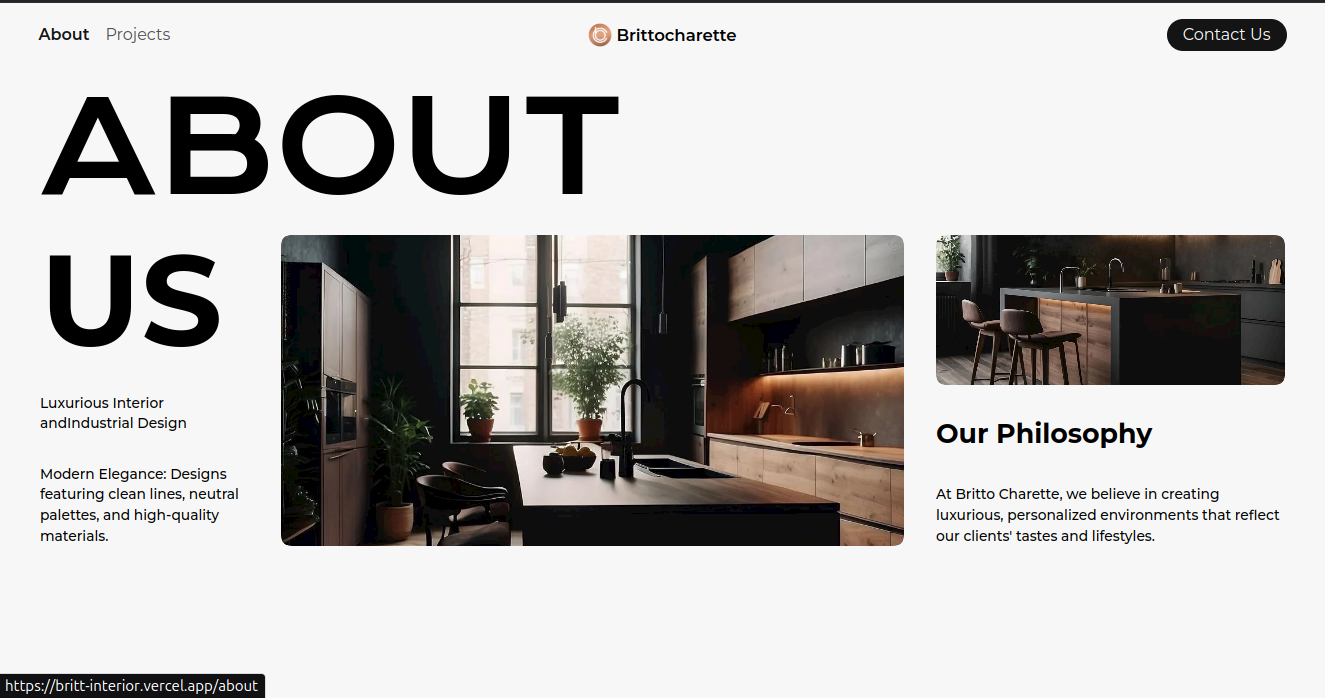 About Projects
Brittocharette
Contact Us
ABOUT
US
Luxurious Interior
andIndustrial Design
Modern Elegance: Designs
featuring clean lines, neutral
palettes, and high-quality
materials.
Our Philosophy
At Britto Charette, we believe in creating
luxurious, personalized environments that reflect
our clients' tastes and lifestyles.
https://britt-interior.vercel.app/about